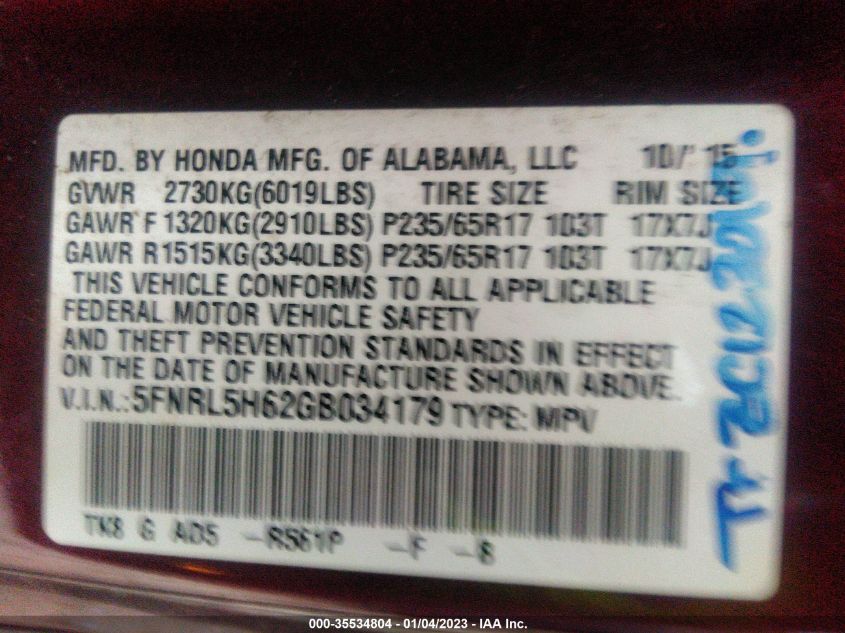 MFD. BY HONDA MFG. OF ALABAMA, LLC 10/'15
GVWR 2730KG(6019LBS) TIRE SIZE RIM SIZE
GAWR F 1320KG(2910LBS) P235/65R17 103T 17X7J
GAWR R1515KG(3340LBS) P235/65R17 103T 17X7J
THIS VEHICLE CONFORMS TO ALL APPLICABLE
FEDERAL MOTOR VEHICLE SAFETY
AND THEFT PREVENTION STANDARDS IN EFFECT
ON THE DATE OF MANUFACTURE SHOWN ABOVE.
V.I.N.: 5FNRL5H62GB034179 TYPE: MPV
TK8 G AD5 -R561P -F -B
000-35534804 - 01/04/2023 - IAA Inc.